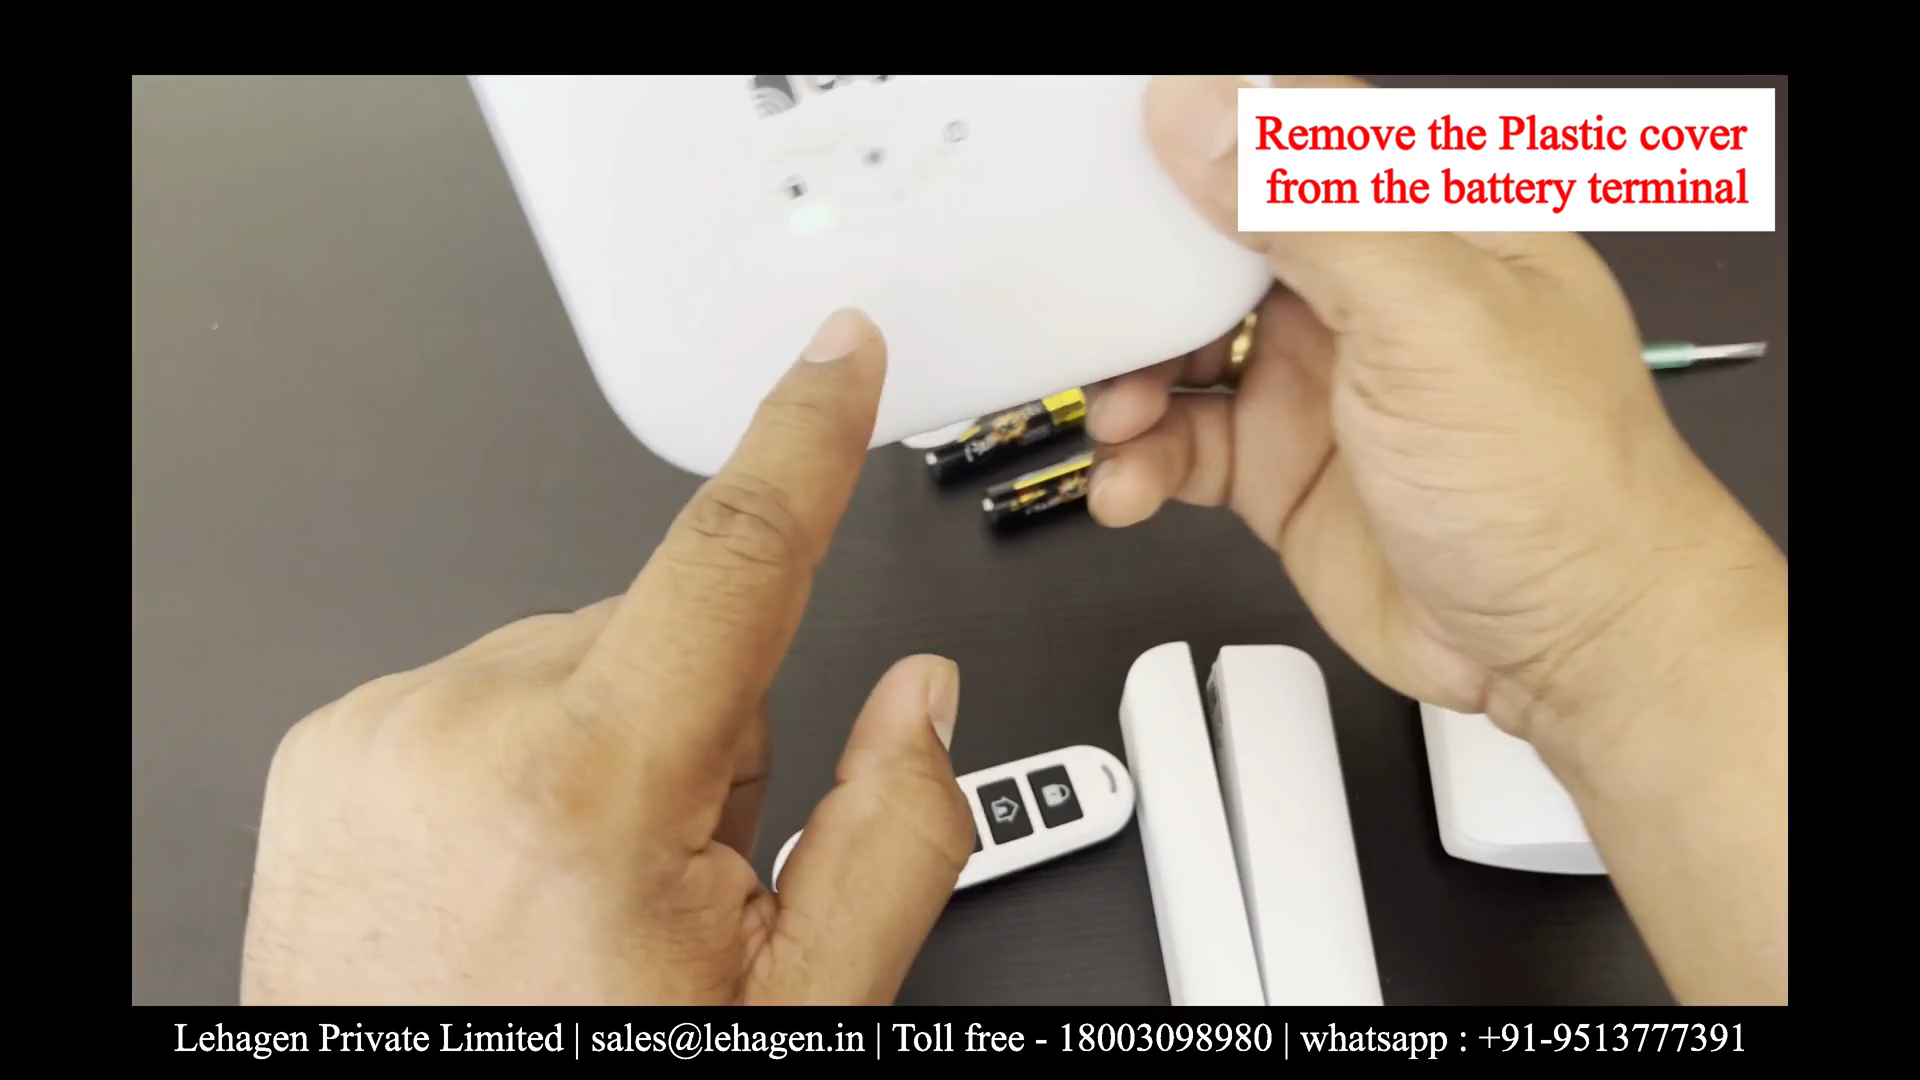 Remove the Plastic cover
from the battery terminal
Lehagen Private Limited | sales@lehagen.in | Toll free - 18003098980 | whatsapp : +91-9513777391